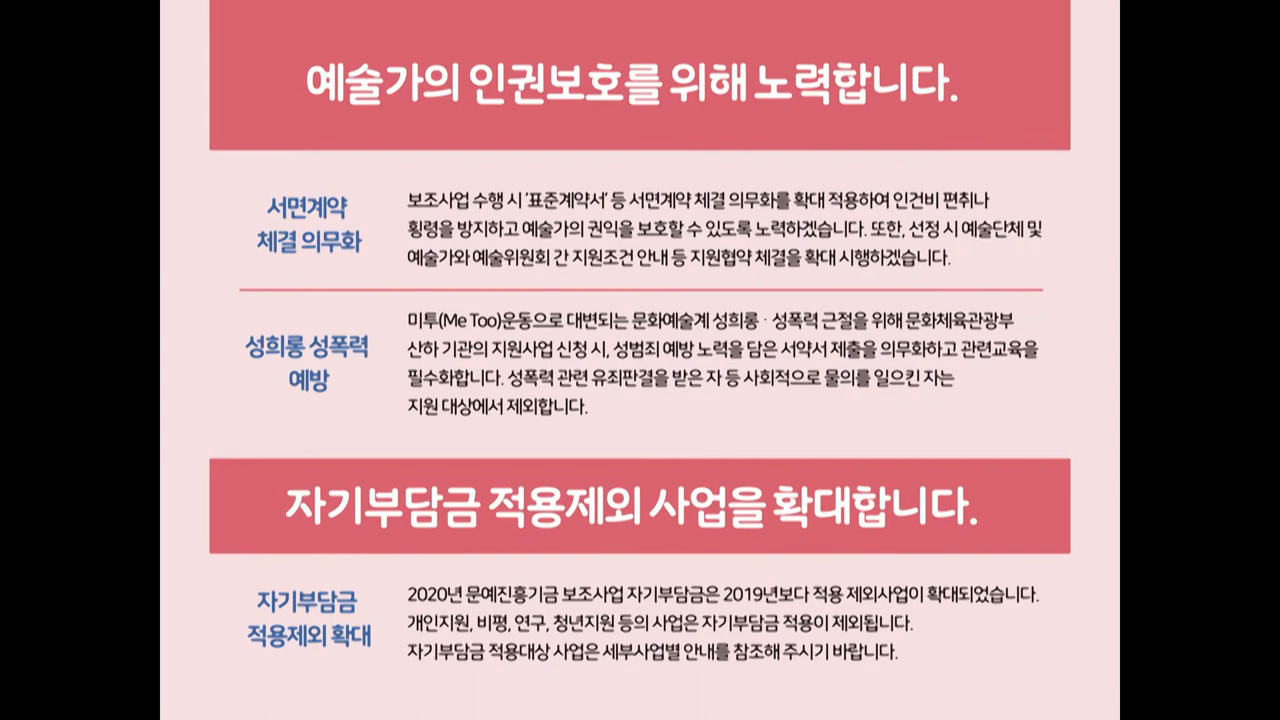 예술가의 인권보호를 위해 노력합니다.
서면계약
체결 의무화
보조사업 수행 시 '표준계약서' 등 서면계약 체결 의무화를 확대 적용하여 인건비 편취나
횡령을 방지하고 예술가의 권익을 보호할 수 있도록 노력하겠습니다. 또한, 선정 시 예술단체 및
예술가와 예술위원회 간 지원조건 안내 등 지원협약 체결을 확대 시행하겠습니다.
성희롱 성폭력
예방
미투(Me Too)운동으로 대변되는 문화예술계 성희롱 · 성폭력 근절을 위해 문화체육관광부
산하 기관의 지원사업 신청 시, 성범죄 예방 노력을 담은 서약서 제출을 의무화하고 관련교육을
필수화합니다. 성폭력 관련 유죄판결을 받은 자 등 사회적으로 물의를 일으킨 자는
지원 대상에서 제외합니다.
자기부담금 적용제외 사업을 확대합니다.
자기부담금
적용제외 확대
2020년 문예진흥기금 보조사업 자기부담금은 2019년보다 적용 제외사업이 확대되었습니다.
개인지원, 비평, 연구, 청년지원 등의 사업은 자기부담금 적용이 제외됩니다.
자기부담금 적용대상 사업은 세부사업별 안내를 참조해 주시기 바랍니다.